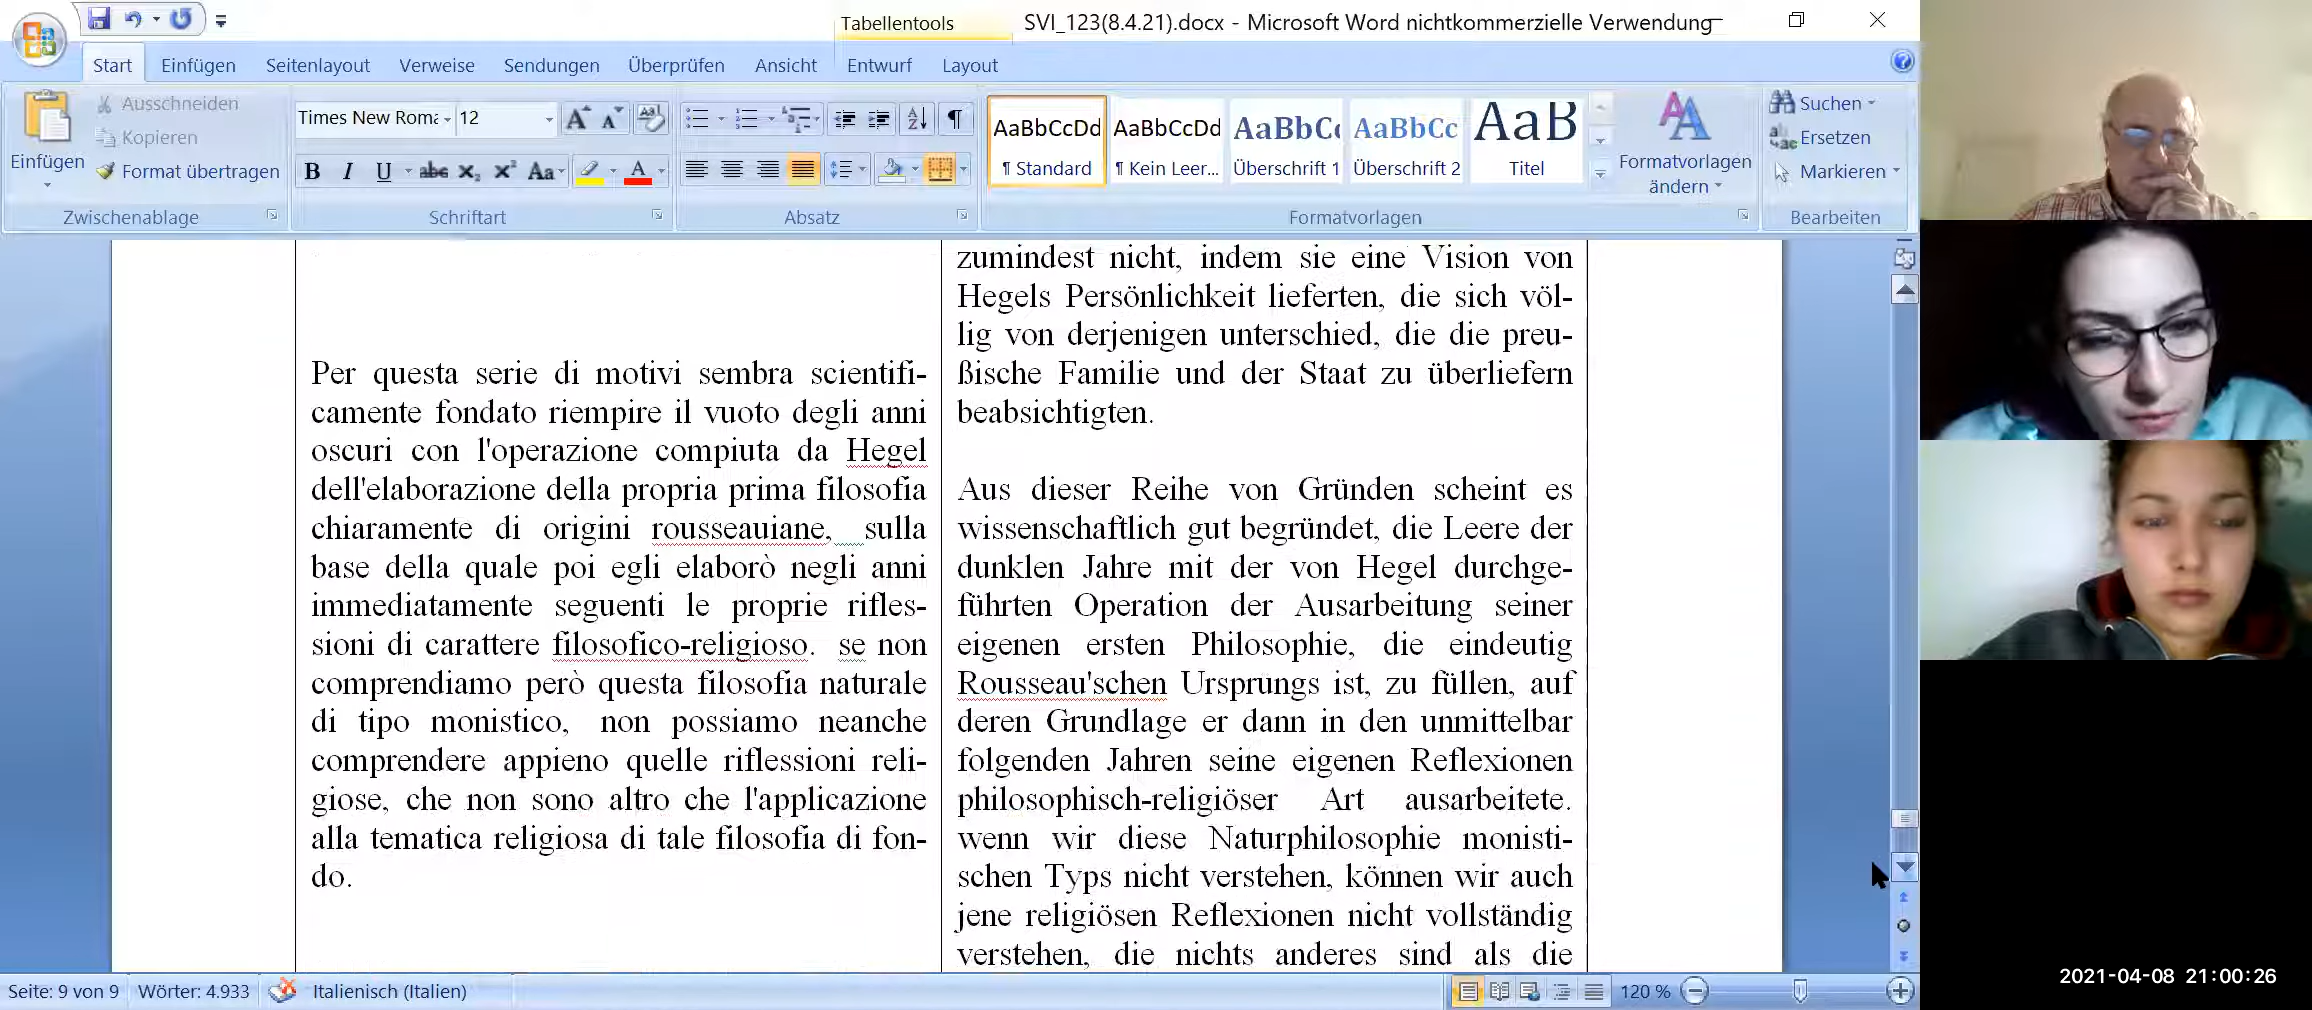 Tabellentools
SVI_123(8.4.21).docx - Microsoft Word nichtkommerzielle Verwendung
Start Einfügen Seitenlayout Verweise Sendungen Überprüfen Ansicht Entwurf Layout
Einfügen
Ausschneiden
Kopieren
Format übertragen
Zwischenablage
Times New Roma 12
Schriftart
Absatz
AaBbCcDd AaBbCcDd AaBbC AaBbCc AaB
¶ Standard ¶ Kein Leer... Überschrift 1 Überschrift 2 Titel
Formatvorlagen ändern
Formatvorlagen
Suchen
Ersetzen
Markieren
Bearbeiten
Per questa serie di motivi sembra scientifi-
camente fondato riempire il vuoto degli anni
oscuri con l'operazione compiuta da Hegel
dell'elaborazione della propria prima filosofia
chiaramente di origini rousseauiane, sulla
base della quale poi egli elaborò negli anni
immediatamente seguenti le proprie rifles-
sioni di carattere filosofico-religioso. se non
comprendiamo però questa filosofia naturale
di tipo monistico, non possiamo neanche
comprendere appieno quelle riflessioni reli-
giose, che non sono altro che l'applicazione
alla tematica religiosa di tale filosofia di fon-
do.
zumindest nicht, indem sie eine Vision von
Hegels Persönlichkeit lieferten, die sich völ-
lig von derjenigen unterschied, die die preu-
ßische Familie und der Staat zu überliefern
beabsichtigten.
Aus dieser Reihe von Gründen scheint es
wissenschaftlich gut begründet, die Leere der
dunklen Jahre mit der von Hegel durchge-
führten Operation der Ausarbeitung seiner
eigenen ersten Philosophie, die eindeutig
Rousseau'schen Ursprungs ist, zu füllen, auf
deren Grundlage er dann in den unmittelbar
folgenden Jahren seine eigenen Reflexionen
philosophisch-religiöser Art ausarbeitete.
wenn wir diese Naturphilosophie monisti-
schen Typs nicht verstehen, können wir auch
jene religiösen Reflexionen nicht vollständig
verstehen, die nichts anderes sind als die
Seite: 9 von 9 Wörter: 4.933 Italienisch (Italien) 120 %
2021-04-08 21:00:26